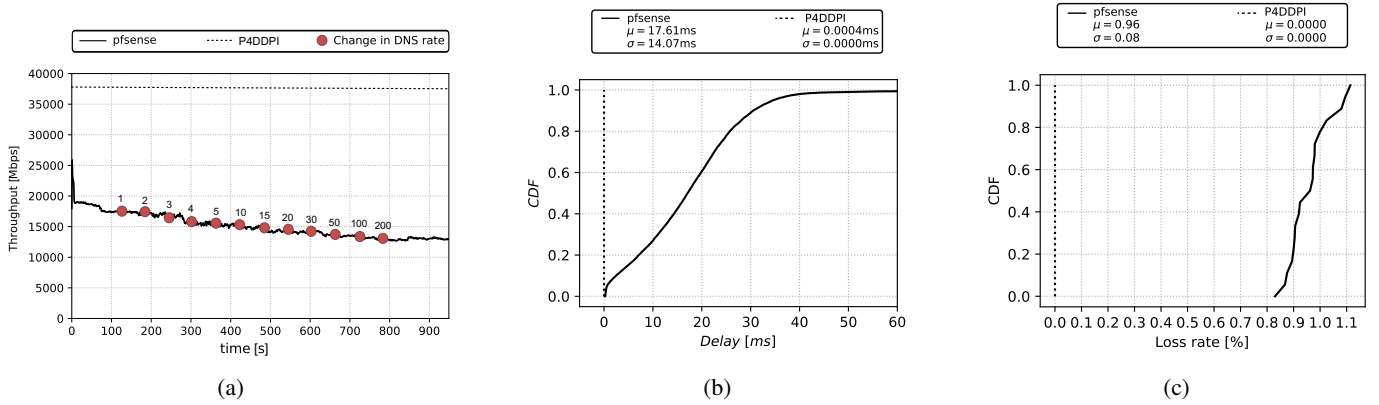 pfsense P4DDPI Change in DNS rate
40000
35000
30000
25000
20000
15000
10000
5000
0
Throughput [Mbps]
1 2 3 4 5 10 15 20 30 50 100 200
0 100 200 300 400 500 600 700 800 900
time [s]
(a)
pfsense P4DDPI
μ = 17.61ms μ = 0.0004ms
σ = 14.07ms σ = 0.0000ms
1.0
0.8
0.6
0.4
0.2
0.0
CDF
0 10 20 30 40 50 60
Delay [ms]
(b)
pfsense P4DDPI
μ = 0.96 μ = 0.0000
σ = 0.08 σ = 0.0000
1.0
0.8
0.6
0.4
0.2
0.0
CDF
0.0 0.1 0.2 0.3 0.4 0.5 0.6 0.7 0.8 0.9 1.0 1.1
Loss rate [%]
(c)